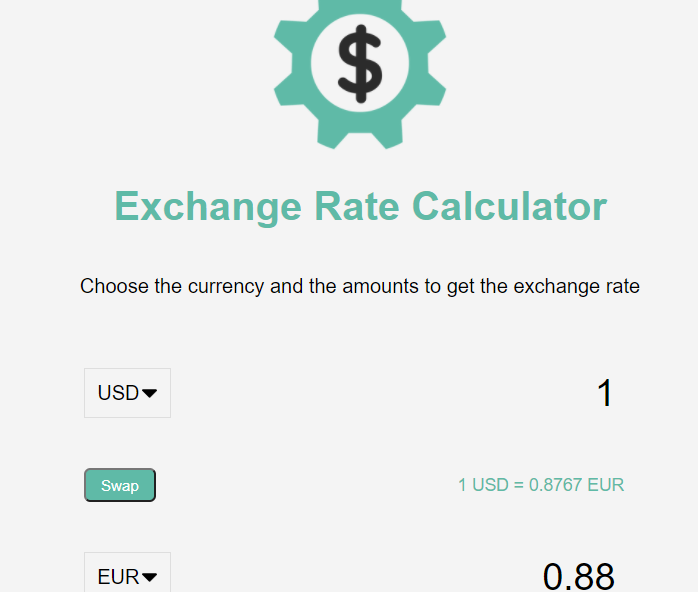 $
Exchange Rate Calculator
Choose the currency and the amounts to get the exchange rate
USD 1
Swap 1 USD = 0.8767 EUR
EUR 0.88